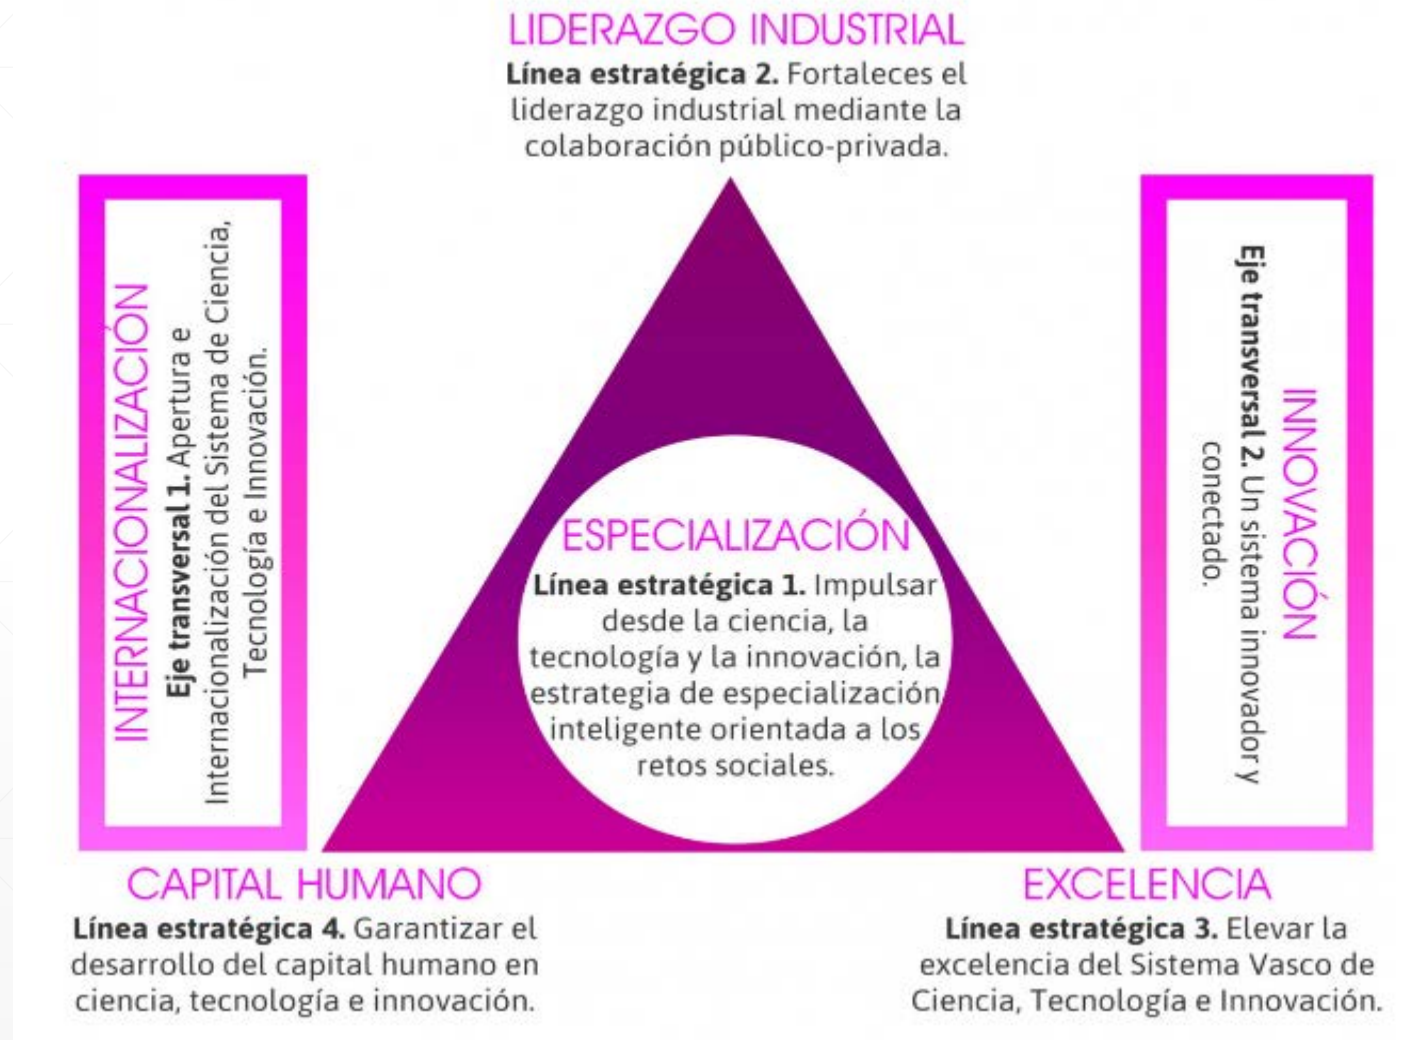 LIDERAZGO INDUSTRIAL
Línea estratégica 2. Fortaleces el
liderazgo industrial mediante la
colaboración público-privada.
INTERNACIONALIZACIÓN
Eje transversal 1. Apertura e
Internacionalización del Sistema de Ciencia,
Tecnología e Innovación.
ESPECIALIZACIÓN
Línea estratégica 1. Impulsar
desde la ciencia, la
tecnología y la innovación, la
estrategia de especialización
inteligente orientada a los
retos sociales.
INNOVACIÓN
Eje transversal 2. Un sistema innovador y
conectado.
CAPITAL HUMANO
Línea estratégica 4. Garantizar el
desarrollo del capital humano en
ciencia, tecnología e innovación.
EXCELENCIA
Línea estratégica 3. Elevar la
excelencia del Sistema Vasco de
Ciencia, Tecnología e Innovación.